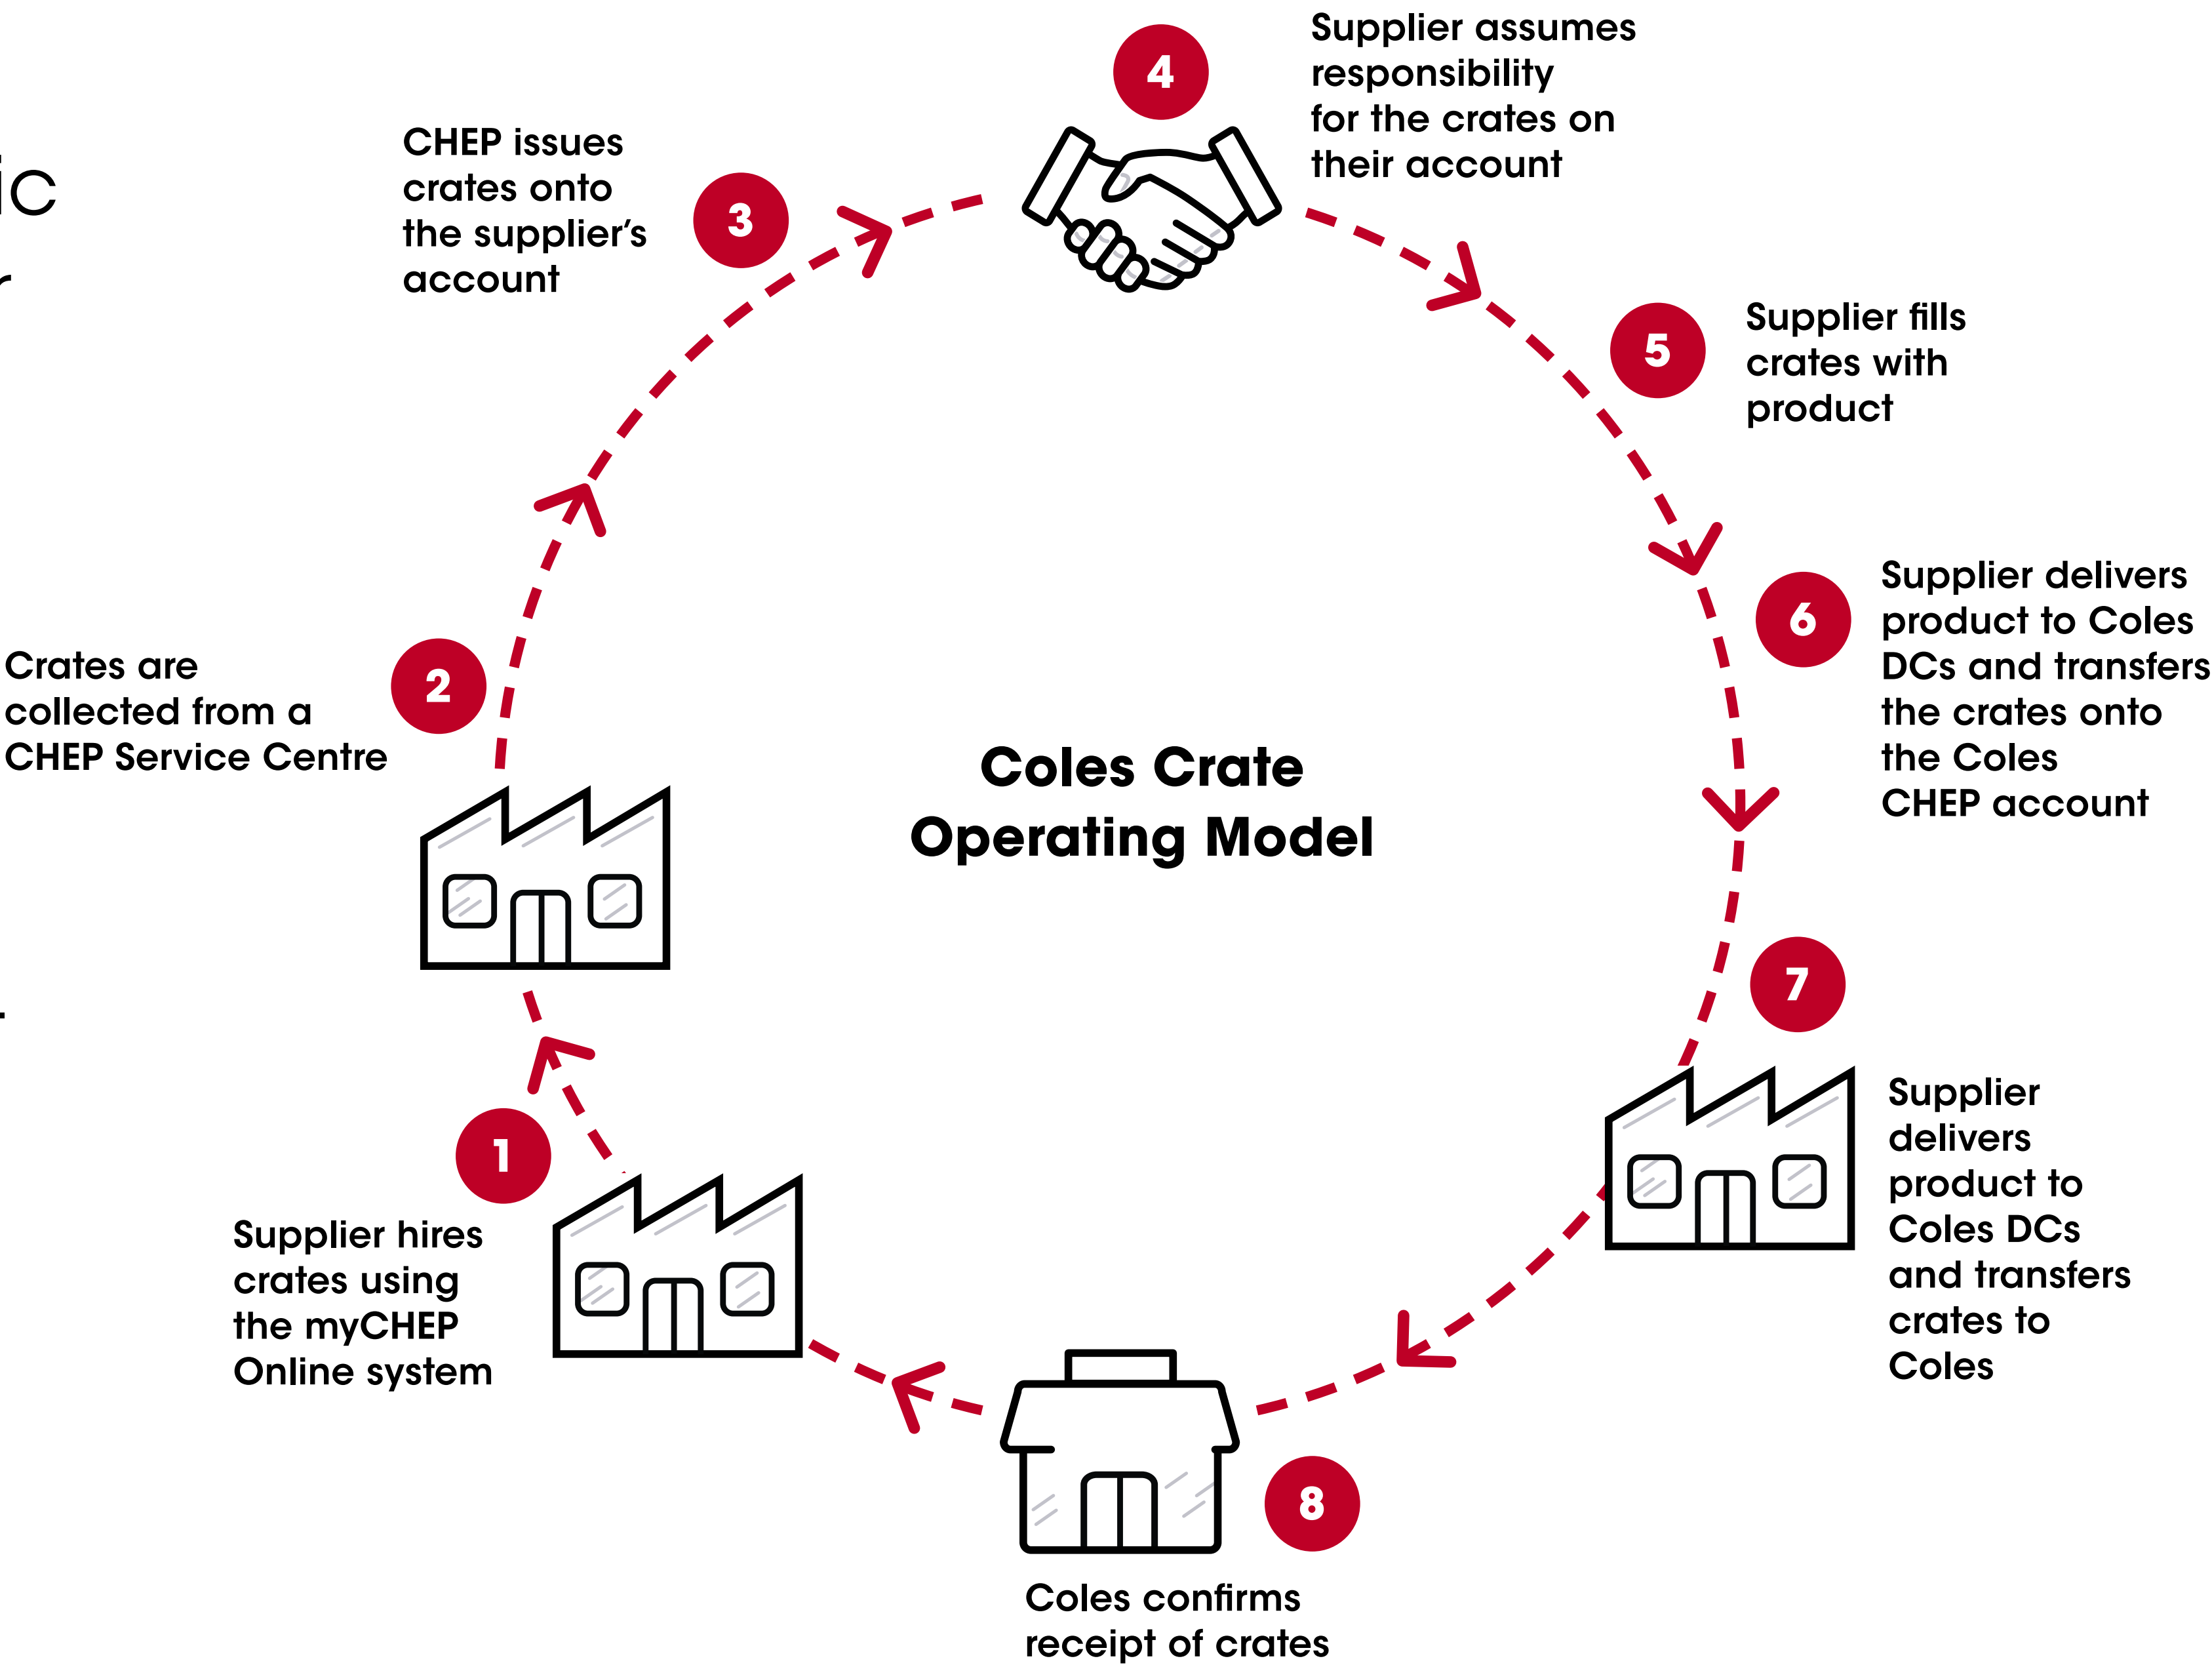 ic
r
4
Supplier assumes
responsibility
for the crates on
their account
CHEP issues
crates onto
the supplier's
account
3
5
Supplier fills
crates with
product
6
Supplier delivers
product to Coles
DCs and transfers
the crates onto
the Coles
CHEP account
Crates are
collected from a
CHEP Service Centre
2
Coles Crate
Operating Model
7
Supplier
delivers
product to
Coles DCs
and transfers
crates to
Coles
1
Supplier hires
crates using
the myCHEP
Online system
8
Coles confirms
receipt of crates